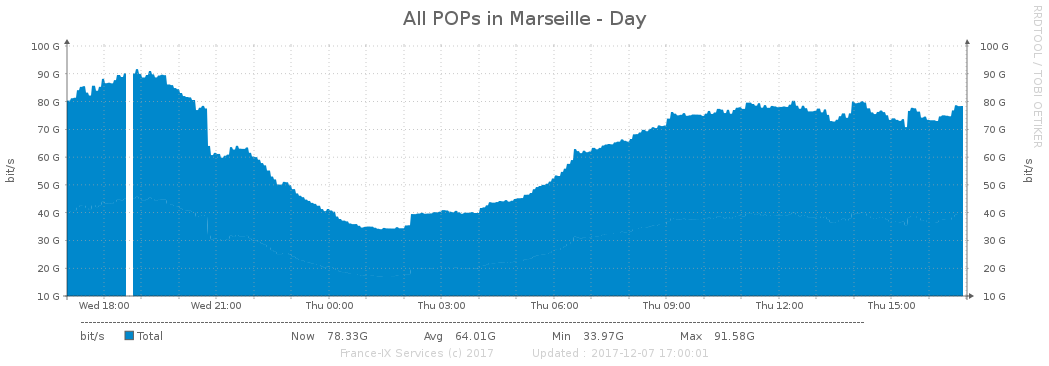 All POPs in Marseille - Day
RRDTOOL / TOBI OETIKER
100 G 100 G
90 G 90 G
80 G 80 G
70 G 70 G
60 G 60 G
50 G 50 G
40 G 40 G
30 G 30 G
20 G 20 G
10 G 10 G
bit/s bit/s
Wed 18:00 Wed 21:00 Thu 00:00 Thu 03:00 Thu 06:00 Thu 09:00 Thu 12:00 Thu 15:00
bit/s Total Now 78.33G Avg 64.01G Min 33.97G Max 91.58G
France-IX Services (c) 2017 Updated : 2017-12-07 17:00:01